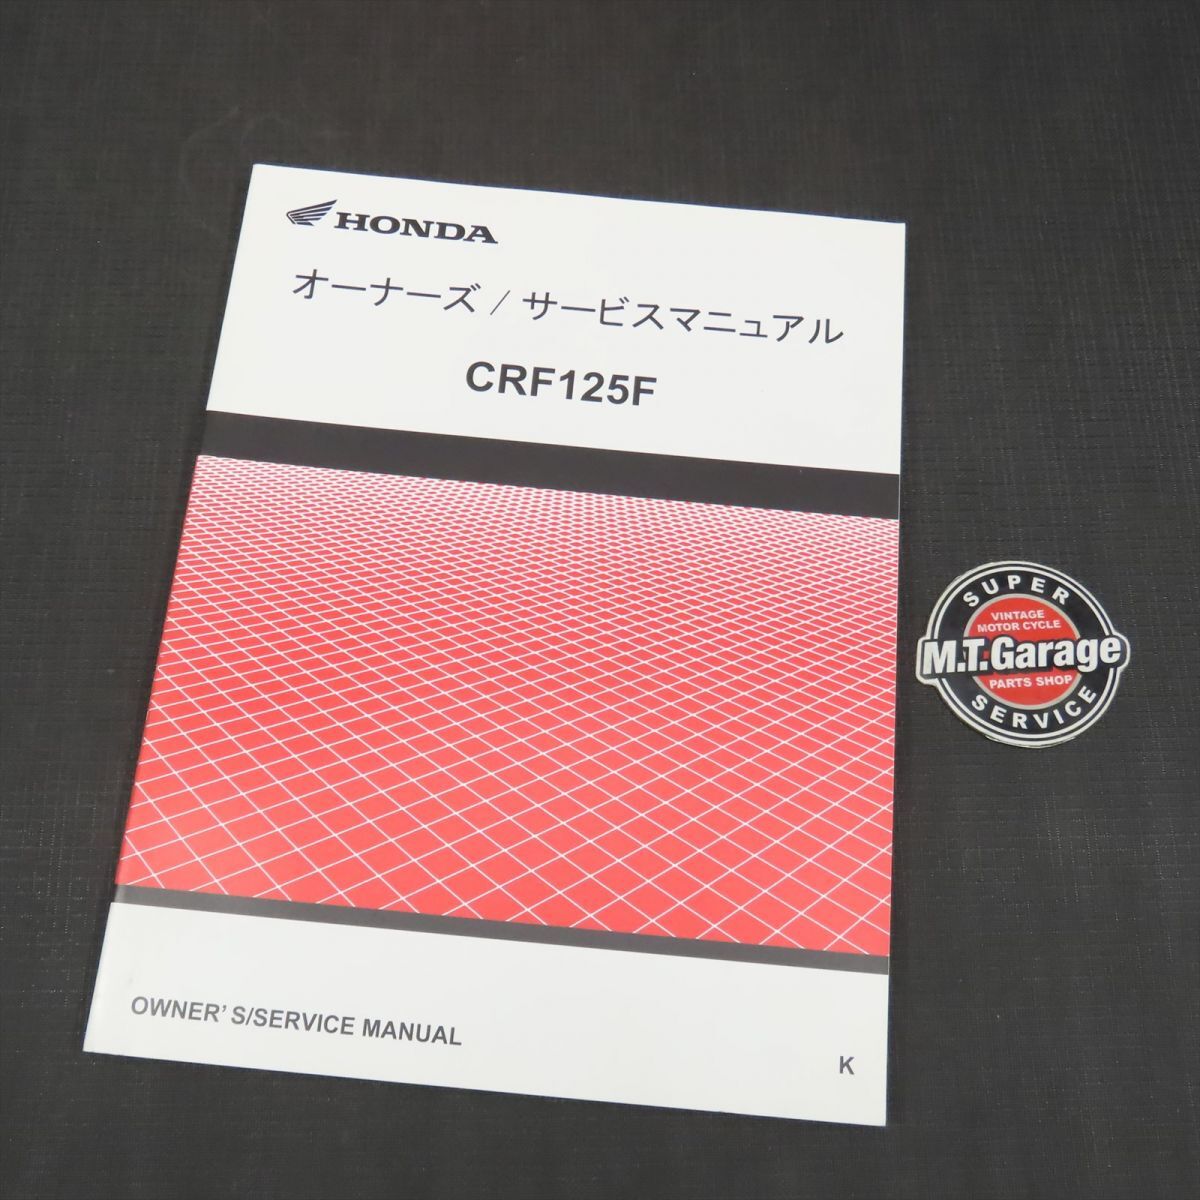 HONDA
オーナーズ / サービスマニュアル
CRF125F
OWNER'S/SERVICE MANUAL
K
SUPER
VINTAGE
MOTOR CYCLE
M.T.Garage
PARTS SHOP
SERVICE